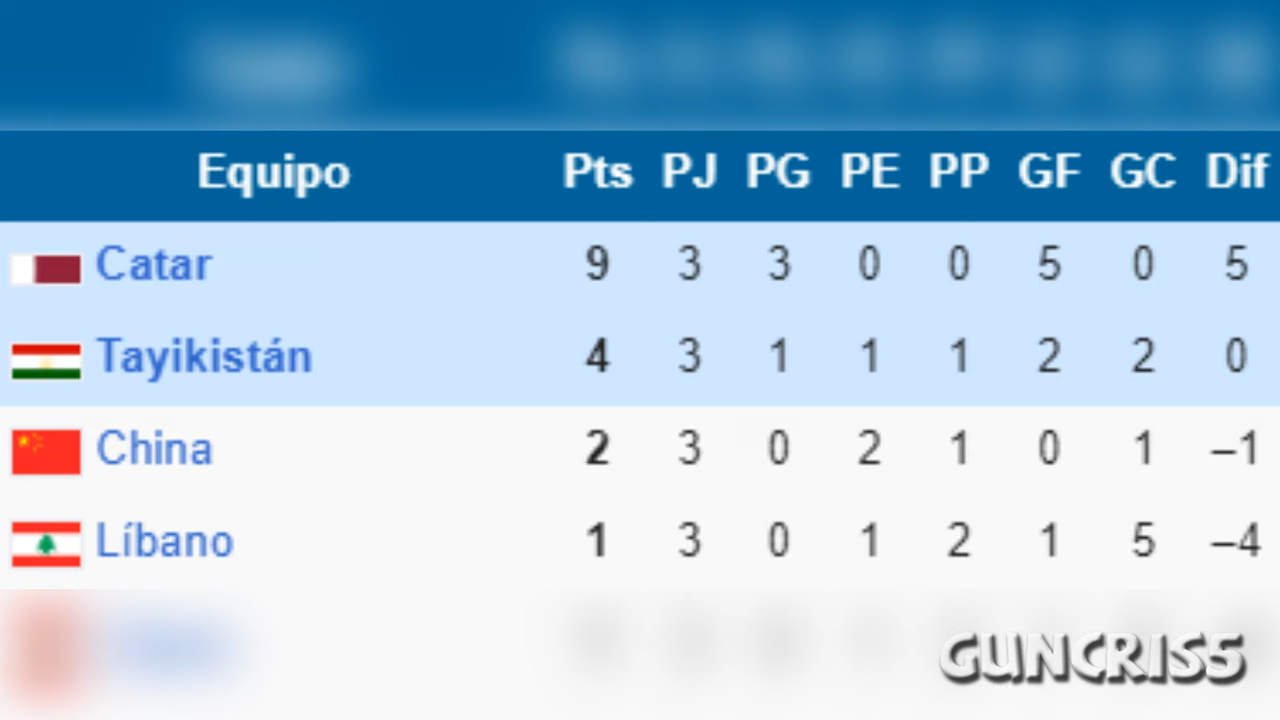 Equipo Pts PJ PG PE PP GF GC Dif
Catar 9 3 3 0 0 5 0 5
Tayikistán 4 3 1 1 1 2 2 0
China 2 3 0 2 1 0 1 –1
Líbano 1 3 0 1 2 1 5 –4
GUNCRIS5